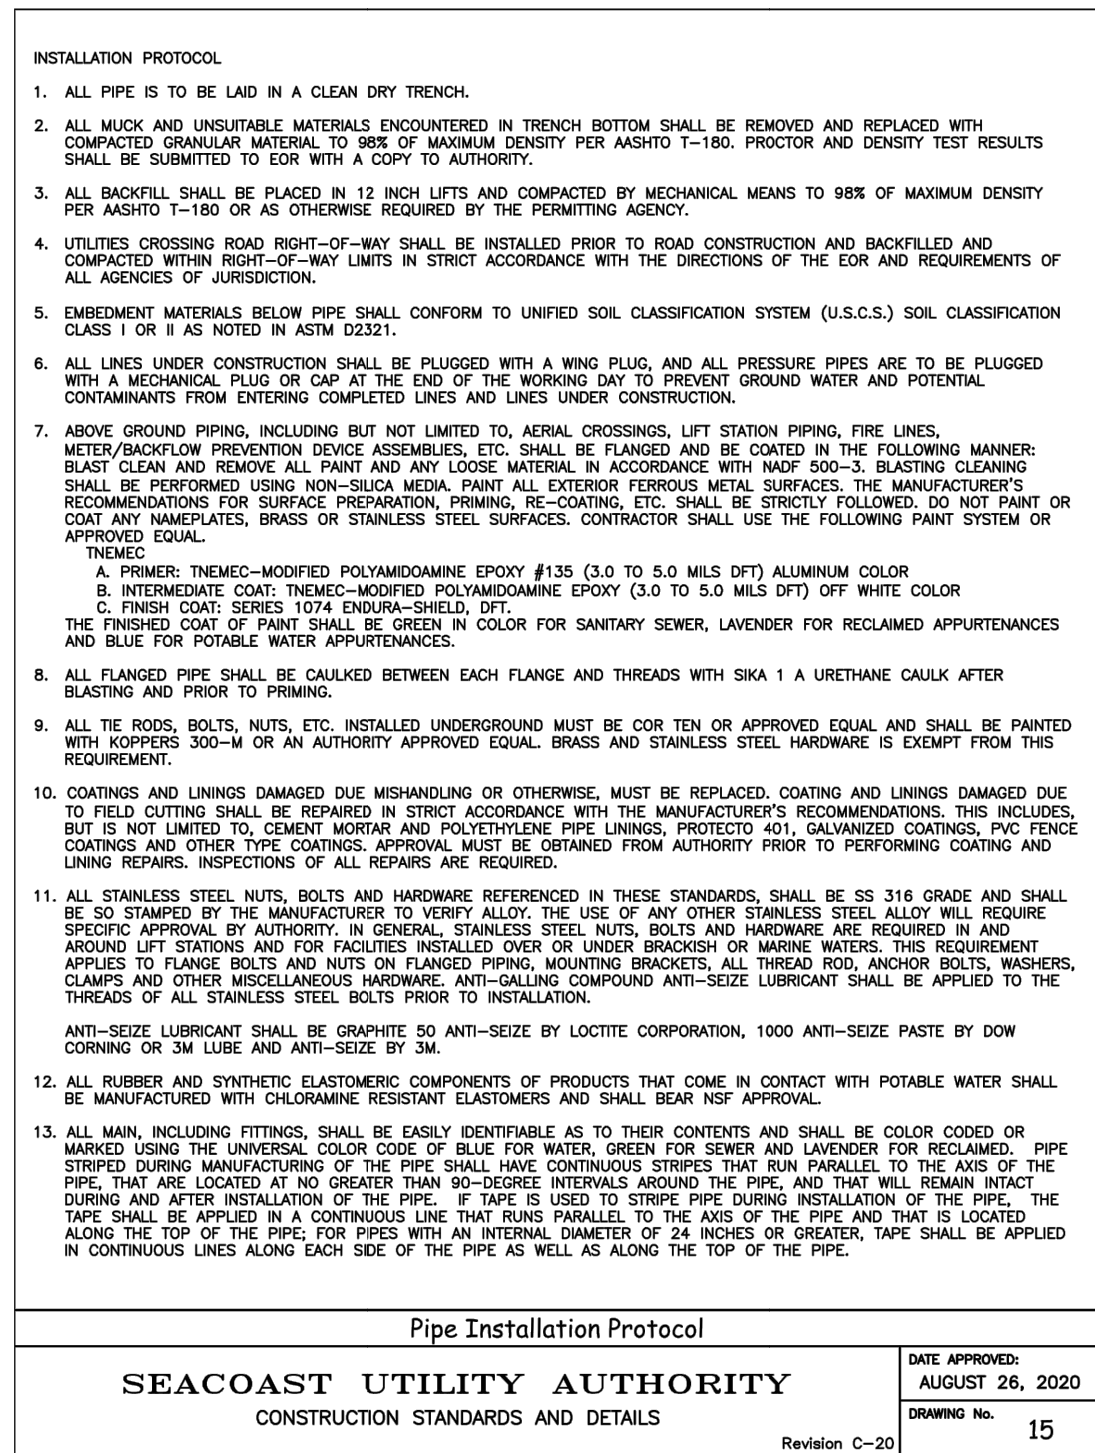 INSTALLATION PROTOCOL
1. ALL PIPE IS TO BE LAID IN A CLEAN DRY TRENCH.
2. ALL MUCK AND UNSUITABLE MATERIALS ENCOUNTERED IN TRENCH BOTTOM SHALL BE REMOVED AND REPLACED WITH
COMPACTED GRANULAR MATERIAL TO 98% OF MAXIMUM DENSITY PER AASHTO T-180. PROCTOR AND DENSITY TEST RESULTS
SHALL BE SUBMITTED TO EOR WITH A COPY TO AUTHORITY.
3. ALL BACKFILL SHALL BE PLACED IN 12 INCH LIFTS AND COMPACTED BY MECHANICAL MEANS TO 98% OF MAXIMUM DENSITY
PER AASHTO T-180 OR AS OTHERWISE REQUIRED BY THE PERMITTING AGENCY.
4. UTILITIES CROSSING ROAD RIGHT-OF-WAY SHALL BE INSTALLED PRIOR TO ROAD CONSTRUCTION AND BACKFILLED AND
COMPACTED WITHIN RIGHT-OF-WAY LIMITS IN STRICT ACCORDANCE WITH THE DIRECTIONS OF THE EOR AND REQUIREMENTS OF
ALL AGENCIES OF JURISDICTION.
5. EMBEDMENT MATERIALS BELOW PIPE SHALL CONFORM TO UNIFIED SOIL CLASSIFICATION SYSTEM (U.S.C.S.) SOIL CLASSIFICATION
CLASS I OR II AS NOTED IN ASTM D2321.
6. ALL LINES UNDER CONSTRUCTION SHALL BE PLUGGED WITH A WING PLUG, AND ALL PRESSURE PIPES ARE TO BE PLUGGED
WITH A MECHANICAL PLUG OR CAP AT THE END OF THE WORKING DAY TO PREVENT GROUND WATER AND POTENTIAL
CONTAMINANTS FROM ENTERING COMPLETED LINES AND LINES UNDER CONSTRUCTION.
7. ABOVE GROUND PIPING, INCLUDING BUT NOT LIMITED TO, AERIAL CROSSINGS, LIFT STATION PIPING, FIRE LINES,
METER/BACKFLOW PREVENTION DEVICE ASSEMBLIES, ETC. SHALL BE FLANGED AND BE COATED IN THE FOLLOWING MANNER:
BLAST CLEAN AND REMOVE ALL PAINT AND ANY LOOSE MATERIAL IN ACCORDANCE WITH NADF 500-3. BLASTING CLEANING
SHALL BE PERFORMED USING NON-SILICA MEDIA. PAINT ALL EXTERIOR FERROUS METAL SURFACES. THE MANUFACTURER'S
RECOMMENDATIONS FOR SURFACE PREPARATION, PRIMING, RE-COATING, ETC. SHALL BE STRICTLY FOLLOWED. DO NOT PAINT OR
COAT ANY NAMEPLATES, BRASS OR STAINLESS STEEL SURFACES. CONTRACTOR SHALL USE THE FOLLOWING PAINT SYSTEM OR
APPROVED EQUAL.
TNEMEC
A. PRIMER: TNEMEC-MODIFIED POLYAMIDOAMINE EPOXY #135 (3.0 TO 5.0 MILS DFT) ALUMINUM COLOR
B. INTERMEDIATE COAT: TNEMEC-MODIFIED POLYAMIDOAMINE EPOXY (3.0 TO 5.0 MILS DFT) OFF WHITE COLOR
C. FINISH COAT: SERIES 1074 ENDURA-SHIELD, DFT.
THE FINISHED COAT OF PAINT SHALL BE GREEN IN COLOR FOR SANITARY SEWER, LAVENDER FOR RECLAIMED APPURTENANCES
AND BLUE FOR POTABLE WATER APPURTENANCES.
8. ALL FLANGED PIPE SHALL BE CAULKED BETWEEN EACH FLANGE AND THREADS WITH SIKA 1 A URETHANE CAULK AFTER
BLASTING AND PRIOR TO PRIMING.
9. ALL TIE RODS, BOLTS, NUTS, ETC. INSTALLED UNDERGROUND MUST BE COR TEN OR APPROVED EQUAL AND SHALL BE PAINTED
WITH KOPPERS 300-M OR AN AUTHORITY APPROVED EQUAL. BRASS AND STAINLESS STEEL HARDWARE IS EXEMPT FROM THIS
REQUIREMENT.
10. COATINGS AND LININGS DAMAGED DUE MISHANDLING OR OTHERWISE, MUST BE REPLACED. COATING AND LININGS DAMAGED DUE
TO FIELD CUTTING SHALL BE REPAIRED IN STRICT ACCORDANCE WITH THE MANUFACTURER'S RECOMMENDATIONS. THIS INCLUDES,
BUT IS NOT LIMITED TO, CEMENT MORTAR AND POLYETHYLENE PIPE LININGS, PROTECTO 401, GALVANIZED COATINGS, PVC FENCE
COATINGS AND OTHER TYPE COATINGS. APPROVAL MUST BE OBTAINED FROM AUTHORITY PRIOR TO PERFORMING COATING AND
LINING REPAIRS. INSPECTIONS OF ALL REPAIRS ARE REQUIRED.
11. ALL STAINLESS STEEL NUTS, BOLTS AND HARDWARE REFERENCED IN THESE STANDARDS, SHALL BE SS 316 GRADE AND SHALL
BE SO STAMPED BY THE MANUFACTURER TO VERIFY ALLOY. THE USE OF ANY OTHER STAINLESS STEEL ALLOY WILL REQUIRE
SPECIFIC APPROVAL BY AUTHORITY. IN GENERAL, STAINLESS STEEL NUTS, BOLTS AND HARDWARE ARE REQUIRED IN AND
AROUND LIFT STATIONS AND FOR FACILITIES INSTALLED OVER OR UNDER BRACKISH OR MARINE WATERS. THIS REQUIREMENT
APPLIES TO FLANGE BOLTS AND NUTS ON FLANGED PIPING, MOUNTING BRACKETS, ALL THREAD ROD, ANCHOR BOLTS, WASHERS,
CLAMPS AND OTHER MISCELLANEOUS HARDWARE. ANTI-GALLING COMPOUND ANTI-SEIZE LUBRICANT SHALL BE APPLIED TO THE
THREADS OF ALL STAINLESS STEEL BOLTS PRIOR TO INSTALLATION.
ANTI-SEIZE LUBRICANT SHALL BE GRAPHITE 50 ANTI-SEIZE BY LOCTITE CORPORATION, 1000 ANTI-SEIZE PASTE BY DOW
CORNING OR 3M LUBE AND ANTI-SEIZE BY 3M.
12. ALL RUBBER AND SYNTHETIC ELASTOMERIC COMPONENTS OF PRODUCTS THAT COME IN CONTACT WITH POTABLE WATER SHALL
BE MANUFACTURED WITH CHLORAMINE RESISTANT ELASTOMERS AND SHALL BEAR NSF APPROVAL.
13. ALL MAIN, INCLUDING FITTINGS, SHALL BE EASILY IDENTIFIABLE AS TO THEIR CONTENTS AND SHALL BE COLOR CODED OR
MARKED USING THE UNIVERSAL COLOR CODE OF BLUE FOR WATER, GREEN FOR SEWER AND LAVENDER FOR RECLAIMED. PIPE
STRIPED DURING MANUFACTURING OF THE PIPE SHALL HAVE CONTINUOUS STRIPES THAT RUN PARALLEL TO THE AXIS OF THE
PIPE, THAT ARE LOCATED AT NO GREATER THAN 90-DEGREE INTERVALS AROUND THE PIPE, AND THAT WILL REMAIN INTACT
DURING AND AFTER INSTALLATION OF THE PIPE. IF TAPE IS USED TO STRIPE PIPE DURING INSTALLATION OF THE PIPE, THE
TAPE SHALL BE APPLIED IN A CONTINUOUS LINE THAT RUNS PARALLEL TO THE AXIS OF THE PIPE AND THAT IS LOCATED
ALONG THE TOP OF THE PIPE; FOR PIPES WITH AN INTERNAL DIAMETER OF 24 INCHES OR GREATER, TAPE SHALL BE APPLIED
IN CONTINUOUS LINES ALONG EACH SIDE OF THE PIPE AS WELL AS ALONG THE TOP OF THE PIPE.
Pipe Installation Protocol
SEACOAST UTILITY AUTHORITY
CONSTRUCTION STANDARDS AND DETAILS
Revision C-20
DATE APPROVED:
AUGUST 26, 2020
DRAWING No.
15